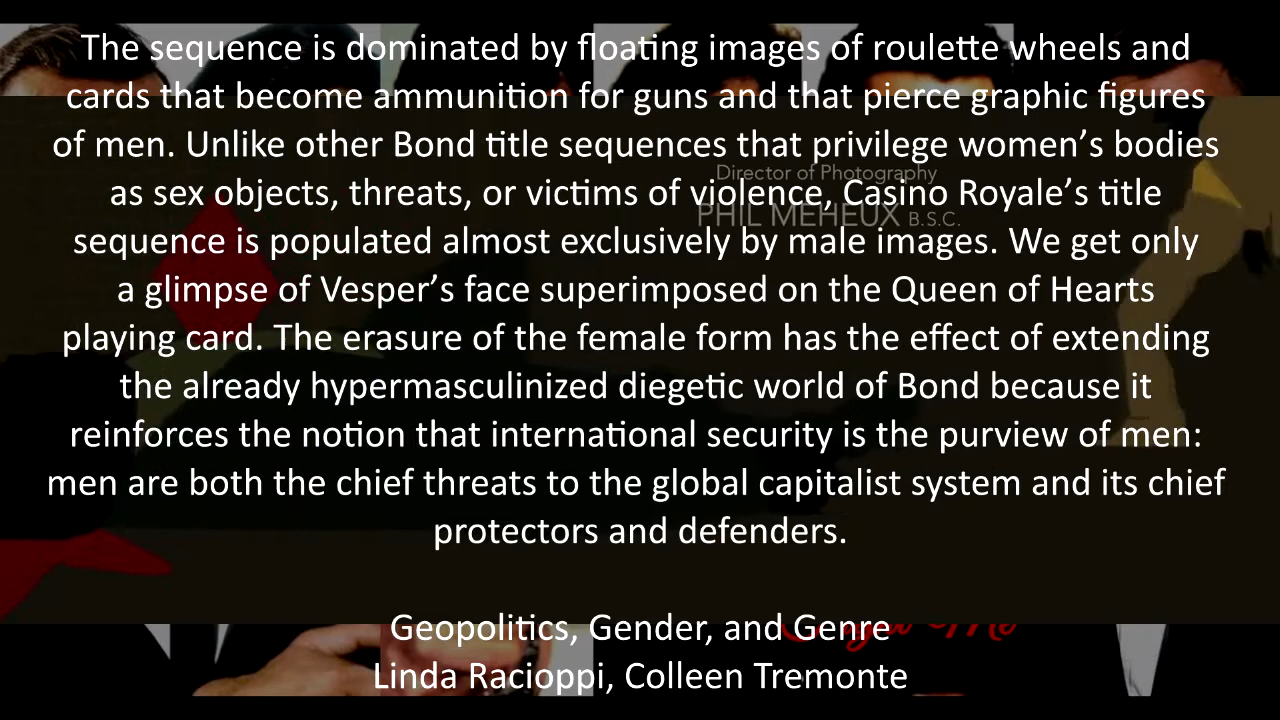 The sequence is dominated by floating images of roulette wheels and
cards that become ammunition for guns and that pierce graphic figures
of men. Unlike other Bond title sequences that privilege women’s bodies
Director of Photography
as sex objects, threats, or victims of violence, Casino Royale’s title
PHIL MEHEUX B.S.C.
sequence is populated almost exclusively by male images. We get only
a glimpse of Vesper’s face superimposed on the Queen of Hearts
playing card. The erasure of the female form has the effect of extending
the already hypermasculinized diegetic world of Bond because it
reinforces the notion that international security is the purview of men:
men are both the chief threats to the global capitalist system and its chief
protectors and defenders.
Geopolitics, Gender, and Genre
Me
Linda Racioppi, Colleen Tremonte